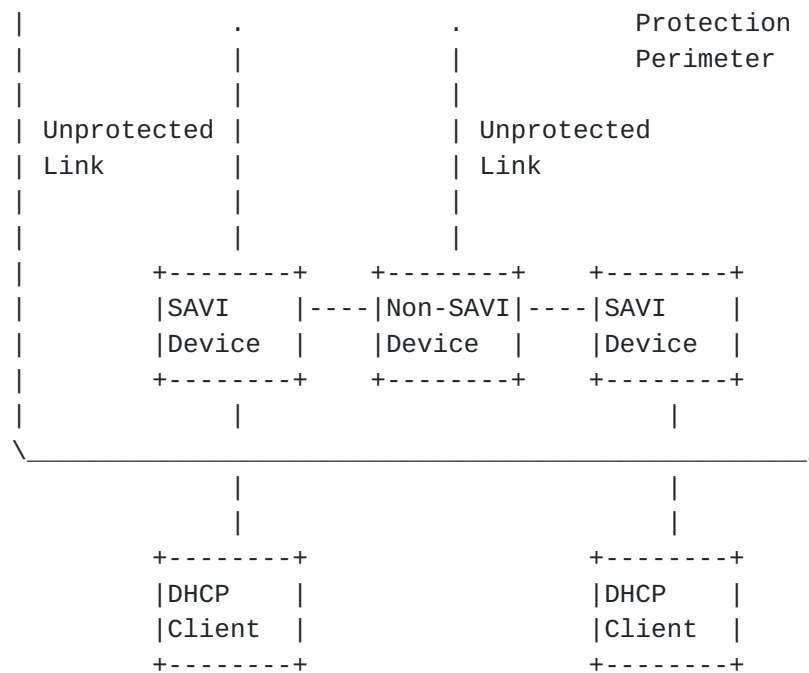 Protection
Perimeter
Unprotected Unprotected
Link Link
SAVI Non-SAVI SAVI
Device Device Device
DHCP DHCP
Client Client